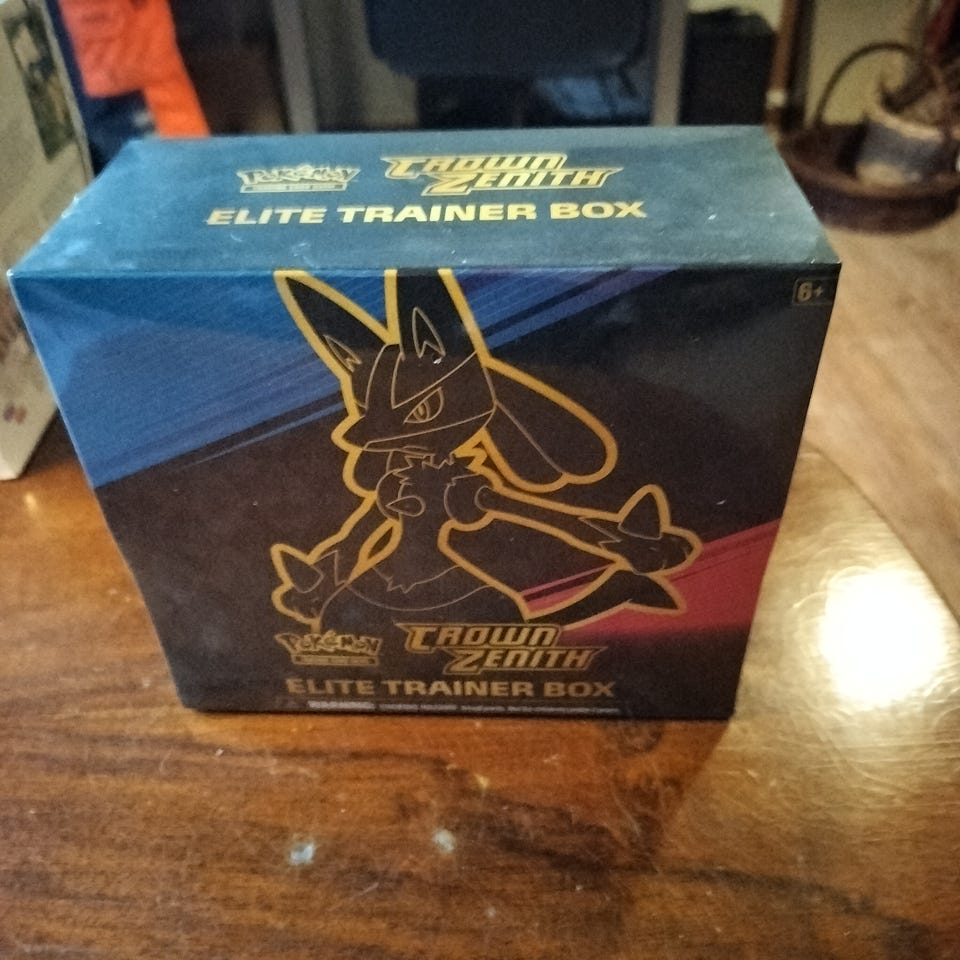 Pokémon
CROWN ZENITH
ELITE TRAINER BOX
6+
Pokémon
CROWN ZENITH
ELITE TRAINER BOX
WARNING: